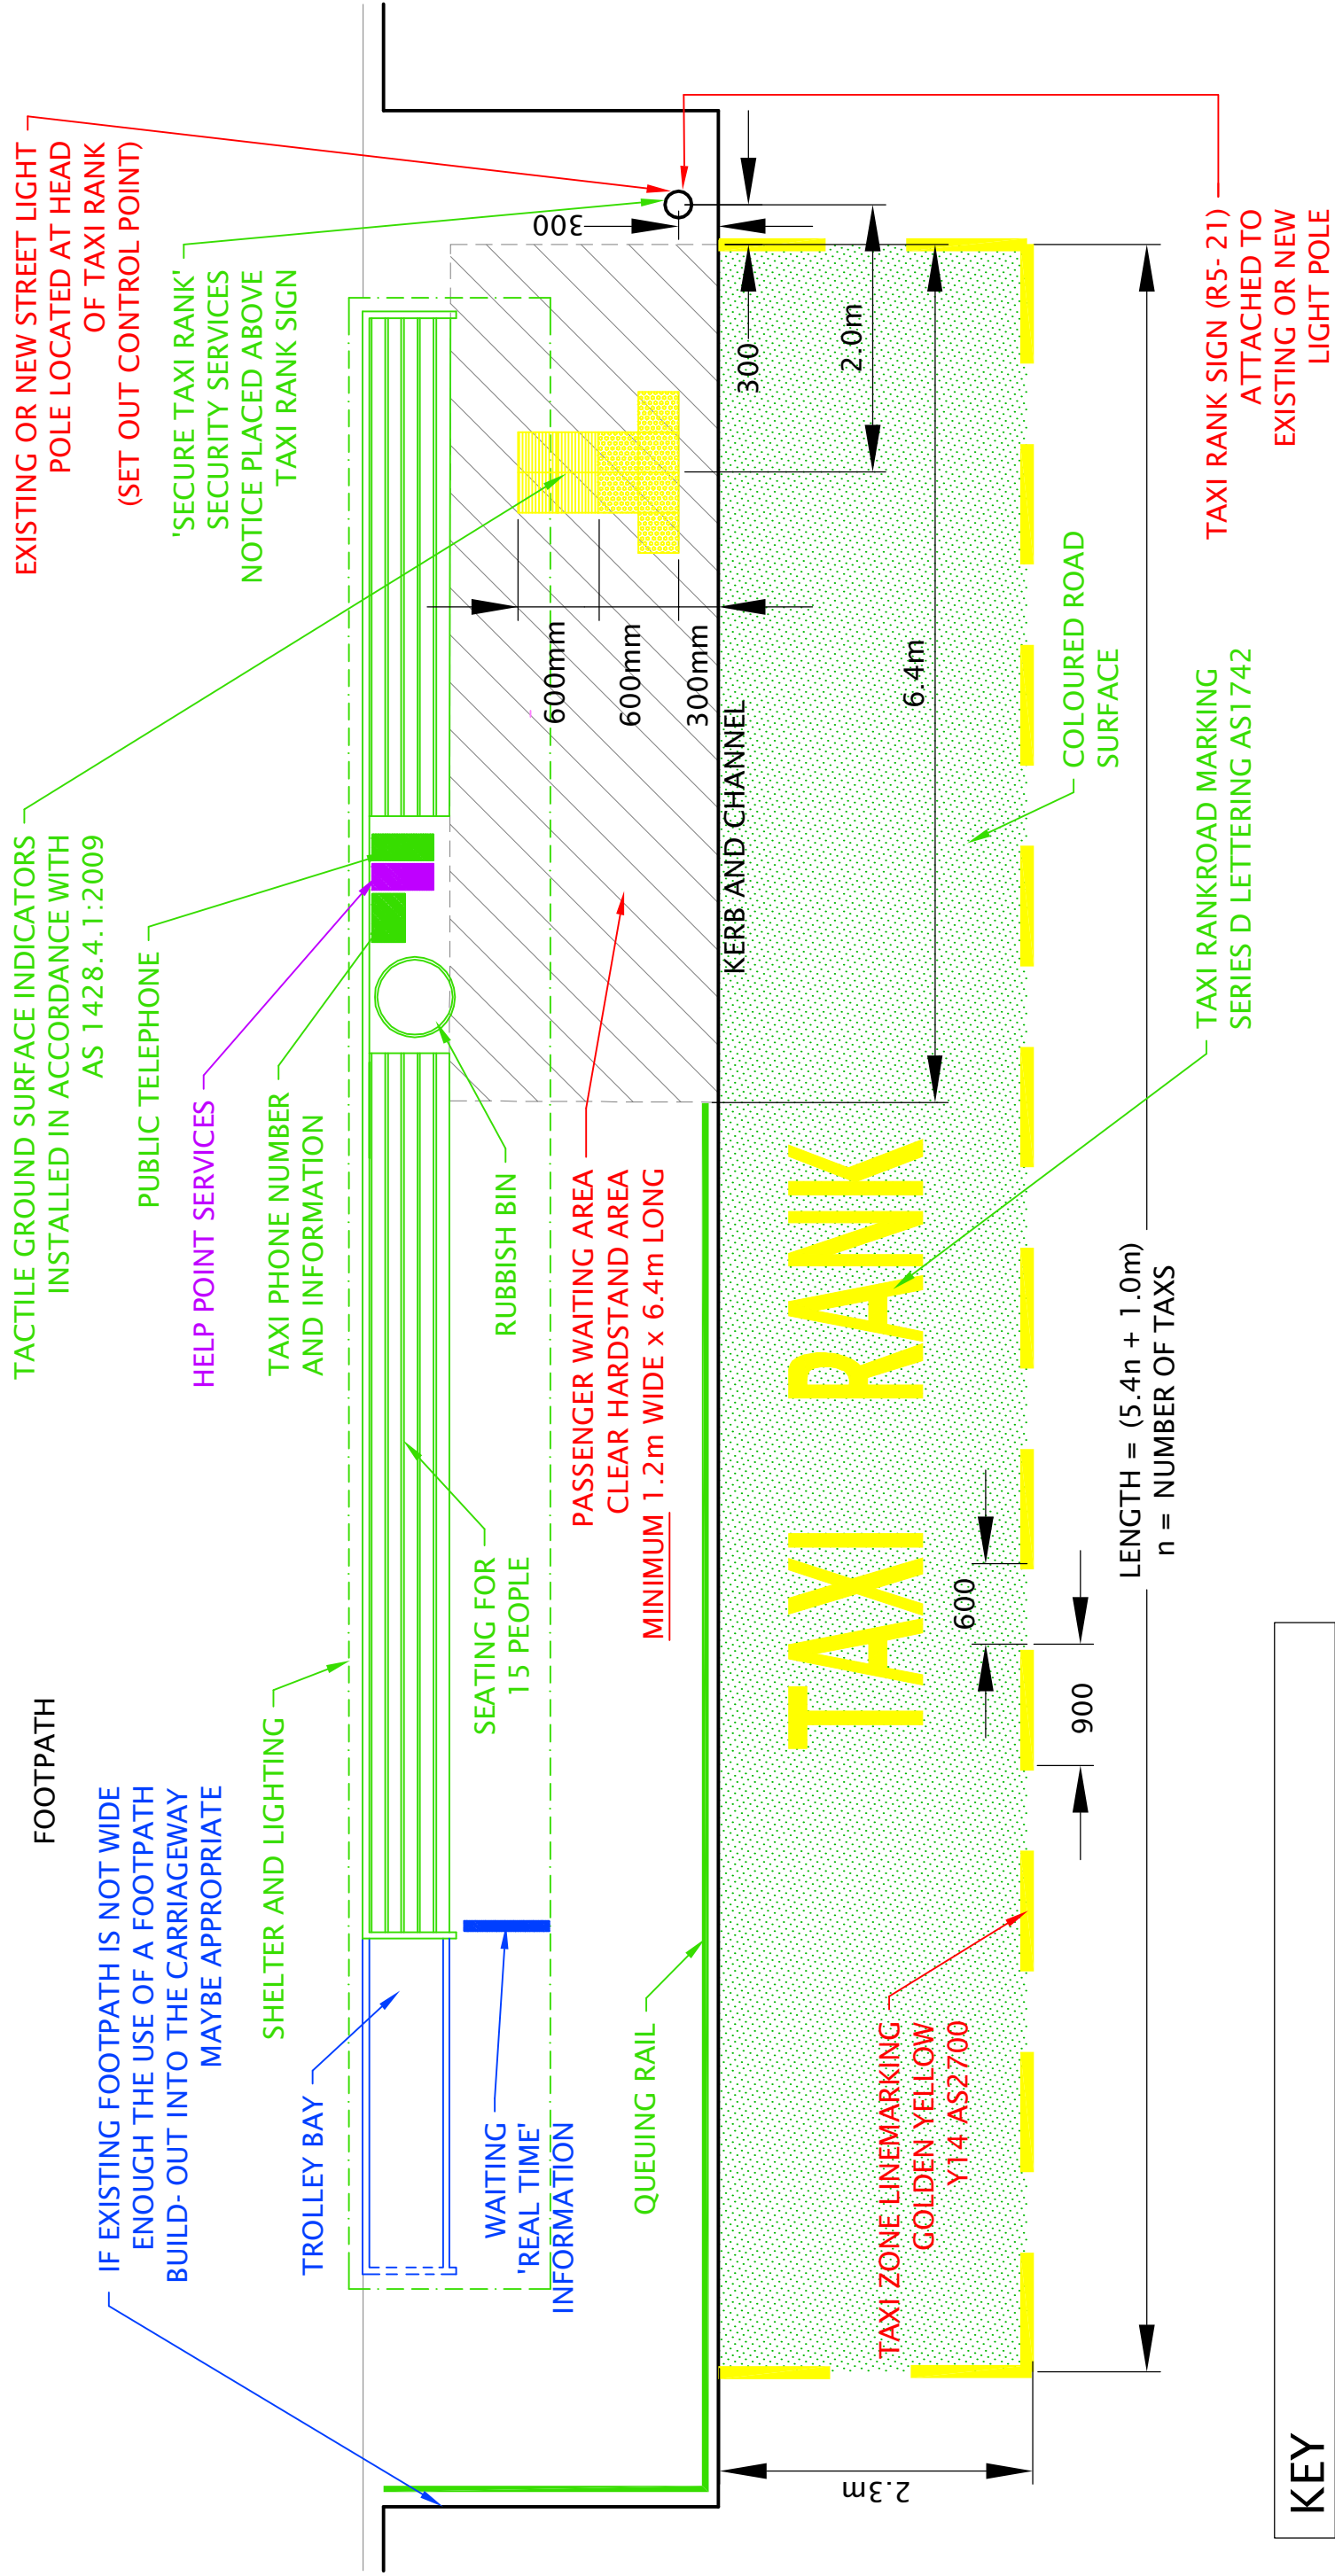 EXISTING OR NEW STREET LIGHT
POLE LOCATED AT HEAD
OF TAXI RANK
(SET OUT CONTROL POINT)
'SECURE TAXI RANK'
SECURITY SERVICES
NOTICE PLACED ABOVE
TAXI RANK SIGN
TACTILE GROUND SURFACE INDICATORS
INSTALLED IN ACCORDANCE WITH
AS 1428.4.1:2009
PUBLIC TELEPHONE
HELP POINT SERVICES
TAXI PHONE NUMBER
AND INFORMATION
RUBBISH BIN
PASSENGER WAITING AREA
CLEAR HARDSTAND AREA
MINIMUM 1.2m WIDE x 6.4m LONG
SEATING FOR
15 PEOPLE
FOOTPATH
IF EXISTING FOOTPATH IS NOT WIDE
ENOUGH THE USE OF A FOOTPATH
BUILD- OUT INTO THE CARRIAGEWAY
MAYBE APPROPRIATE
SHELTER AND LIGHTING
TROLLEY BAY
WAITING
'REAL TIME'
INFORMATION
QUEUING RAIL
300
600mm
600mm
300mm
KERB AND CHANNEL
300
2.0m
6.4m
TAXI RANK
COLOURED ROAD
SURFACE
TAXI RANKROAD MARKING
SERIES D LETTERING AS1742
TAXI RANK SIGN (R5- 21)
ATTACHED TO
EXISTING OR NEW
LIGHT POLE
TAXI ZONE LINEMARKING
GOLDEN YELLOW
Y14 AS2700
600
900
2.3m
LENGTH = (5.4n + 1.0m)
n = NUMBER OF TAXS
KEY